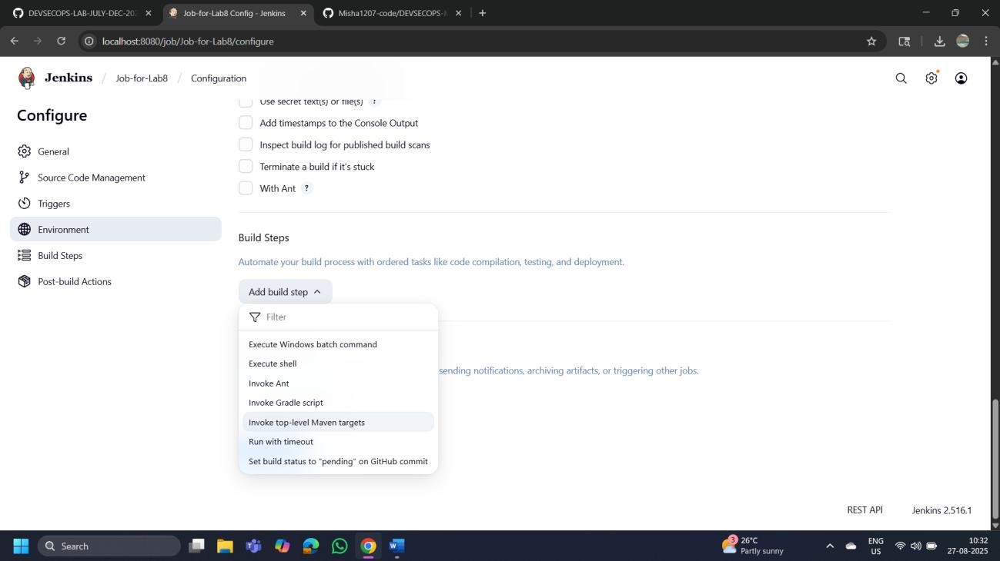 DEVSECOPS-LAB-JULY-DEC-202
Job-for-Lab8 Config - Jenkins
Misha1207-code/DEVSECOPS-
localhost:8080/job/Job-for-Lab8/configure
Jenkins / Job-for-Lab8 / Configuration
Configure
General
Source Code Management
Triggers
Environment
Build Steps
Post-build Actions
Use secret text(s) or file(s) ?
Add timestamps to the Console Output
Inspect build log for published build scans
Terminate a build if it's stuck
With Ant ?
Build Steps
Automate your build process with ordered tasks like code compilation, testing, and deployment.
Add build step
Filter
Execute Windows batch command
Execute shell
sending notifications, archiving artifacts, or triggering other jobs.
Invoke Ant
Invoke Gradle script
Invoke top-level Maven targets
Run with timeout
Set build status to "pending" on GitHub commit
REST API
Jenkins 2.516.1
Search
3
26°C
Partly sunny
ENG
US
10:32
27-08-2025